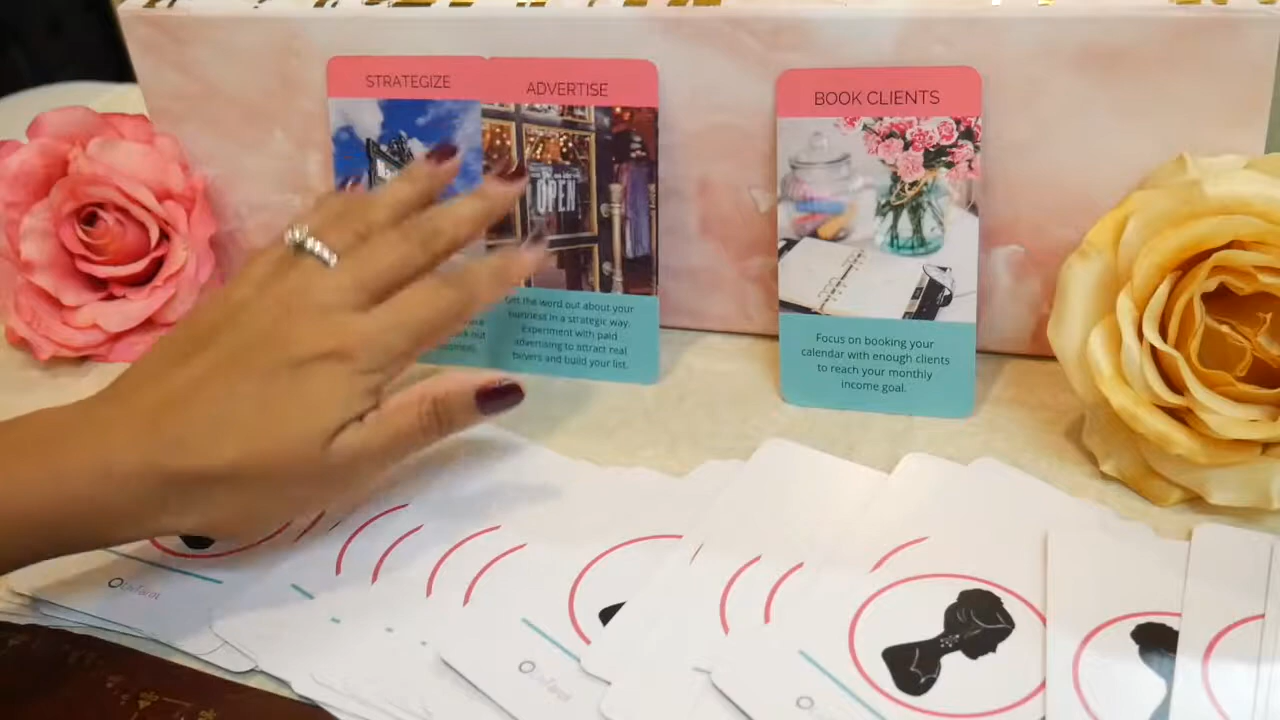 STRATEGIZE
ADVERTISE
OPEN
Get the word out about your
business in a strategic way.
Experiment with paid
advertising to attract real
buyers and build your list.
out
BOOK CLIENTS
Focus on booking your
calendar with enough clients
to reach your monthly
income goal.